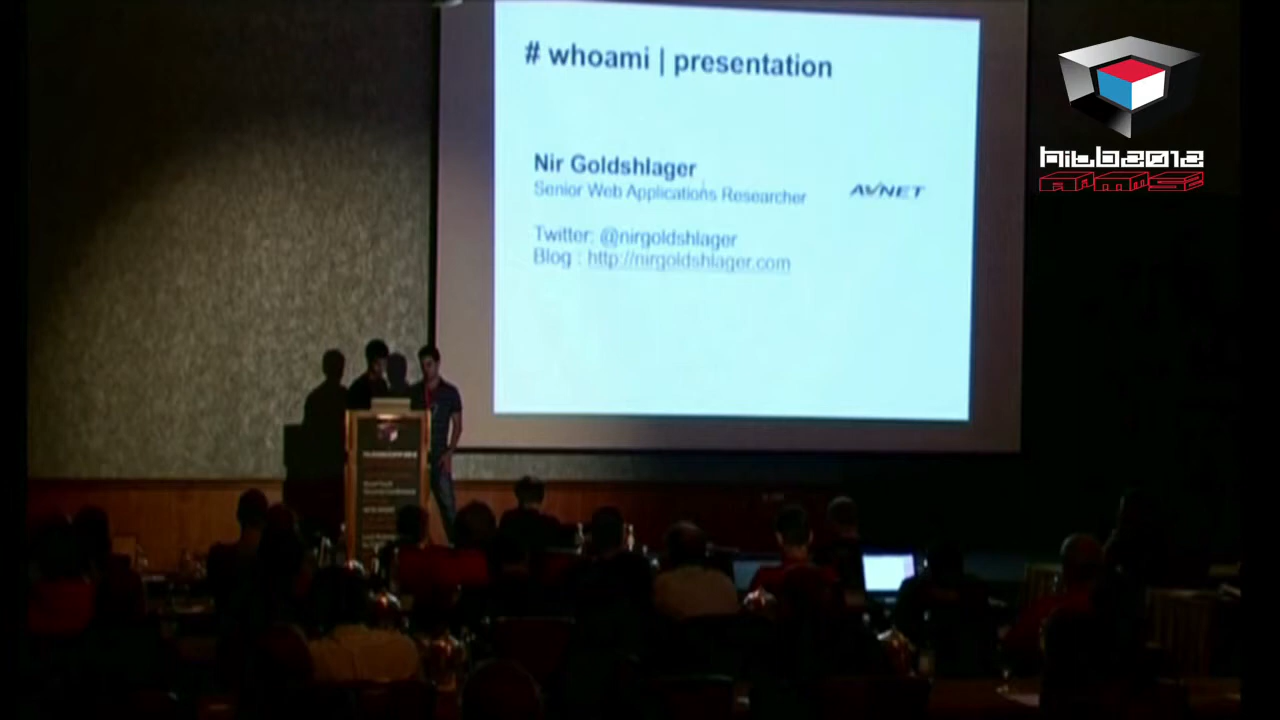 # whoami | presentation
Nir Goldshlager
Senior Web Applications Researcher
AVNET
Twitter: @nirgoldshlager
Blog : http://nirgoldshlager.com
hitb2012
AMS